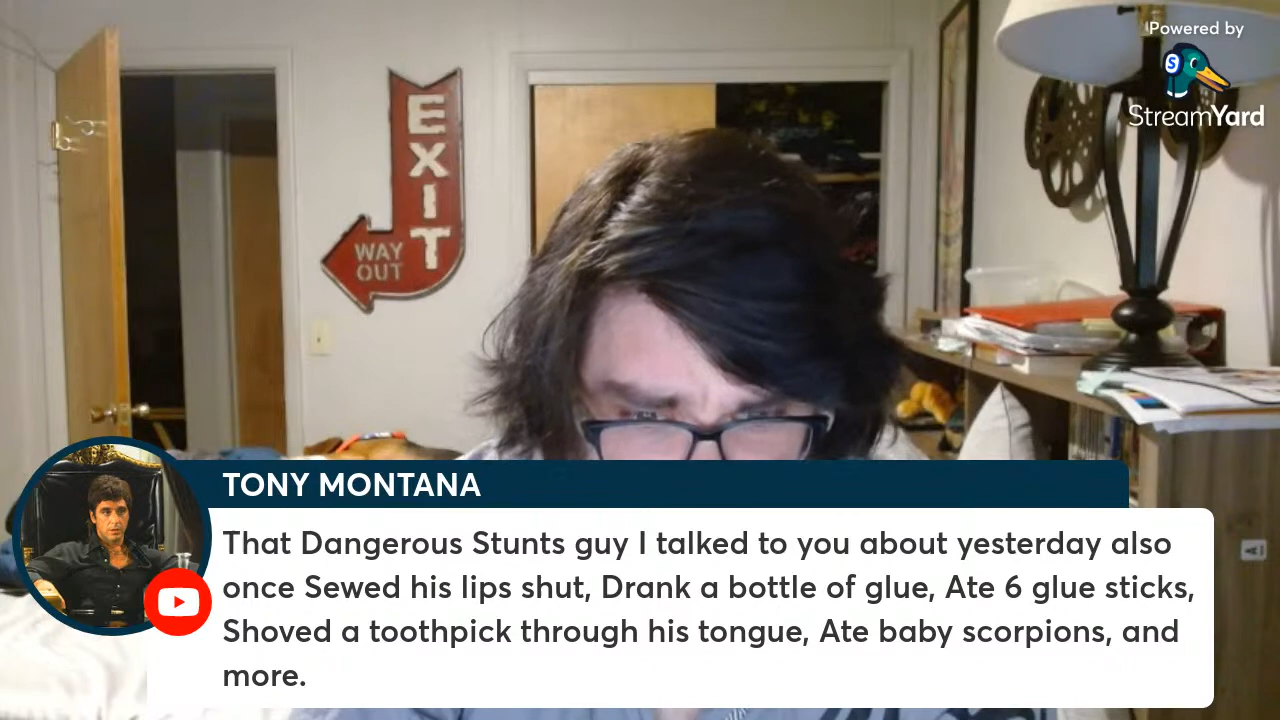 Powered by
StreamYard
EXIT
WAY
OUT
TONY MONTANA
That Dangerous Stunts guy I talked to you about yesterday also
once Sewed his lips shut, Drank a bottle of glue, Ate 6 glue sticks,
Shoved a toothpick through his tongue, Ate baby scorpions, and
more.